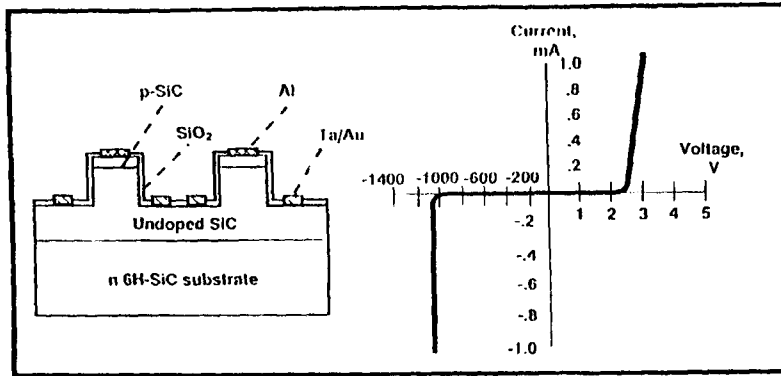 p-SiC
Al
SiO2
Ta/Au
Undoped SiC
n 6H-SiC substrate
Current,
mA
1.0
.8
.6
.4
.2
Voltage,
V
-1400 -1000 -600 -200
1 2 3 4 5
-.2
-.4
-.6
-.8
-1.0